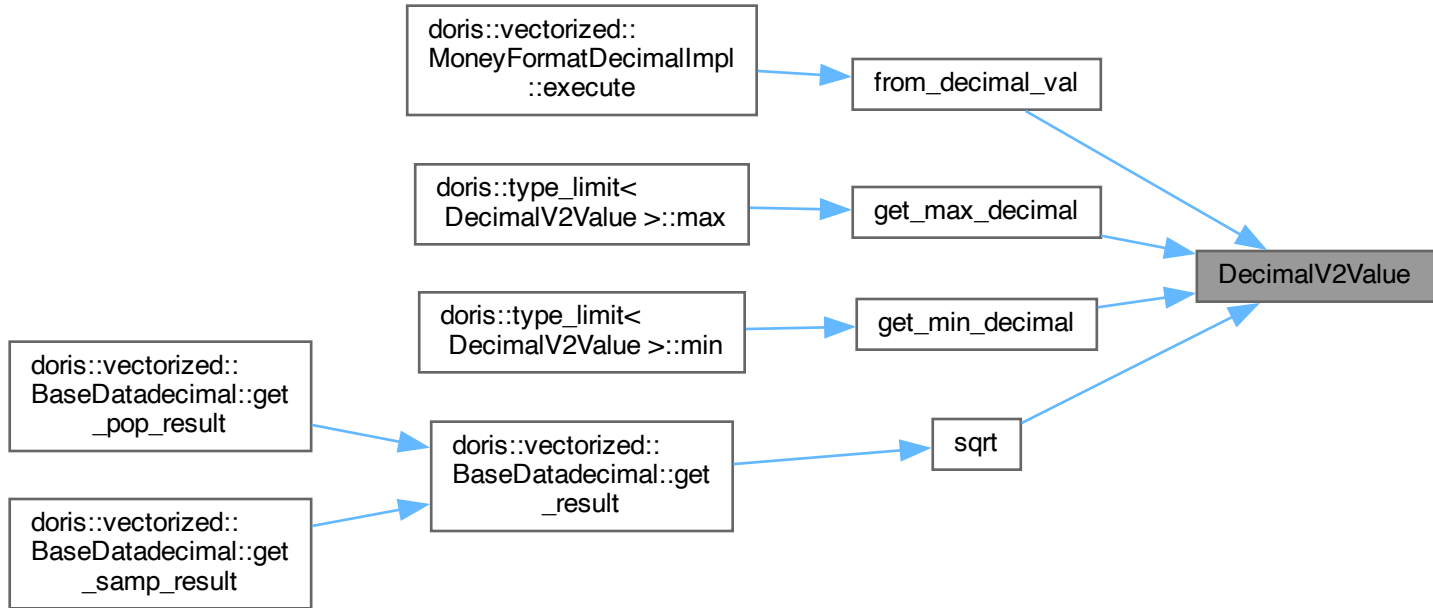 doris::vectorized::
MoneyFormatDecimalImpl
::execute
from_decimal_val
doris::type_limit<
DecimalV2Value >::max
get_max_decimal
DecimalV2Value
doris::type_limit<
DecimalV2Value >::min
get_min_decimal
doris::vectorized::
BaseDatadecimal::get
_pop_result
doris::vectorized::
BaseDatadecimal::get
_result
sqrt
doris::vectorized::
BaseDatadecimal::get
_samp_result